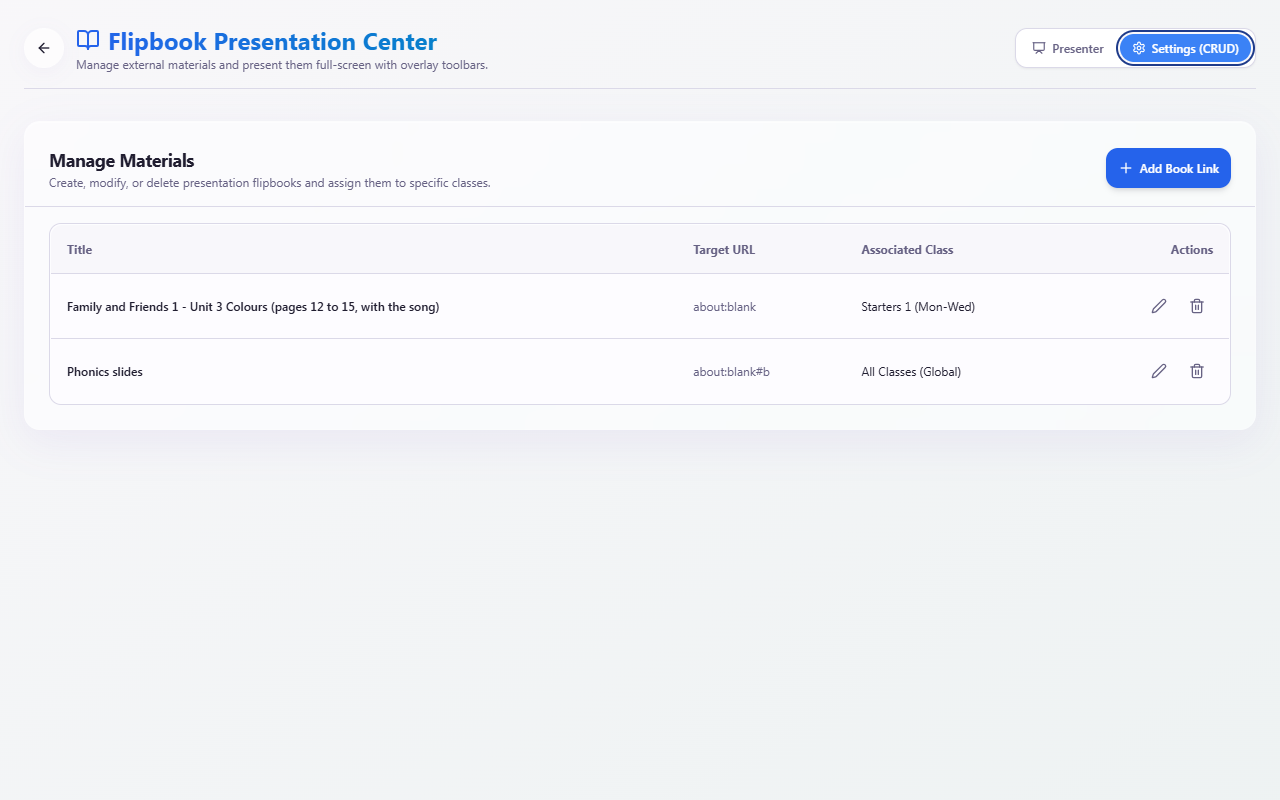 Flipbook Presentation Center
Manage external materials and present them full-screen with overlay toolbars.
Presenter
Settings (CRUD)
Manage Materials
Create, modify, or delete presentation flipbooks and assign them to specific classes.
Add Book Link
Title Target URL Associated Class Actions
Family and Friends 1 - Unit 3 Colours (pages 12 to 15, with the song) about:blank Starters 1 (Mon-Wed)
Phonics slides about:blank#b All Classes (Global)